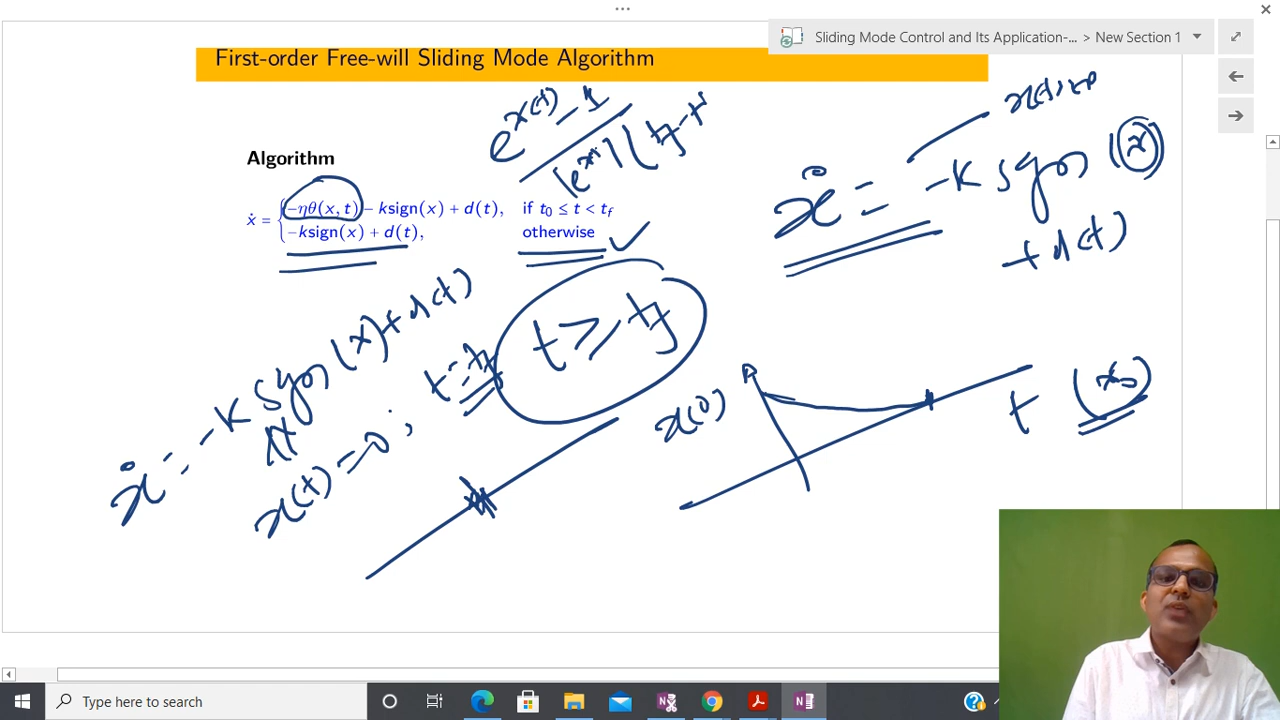 Sliding Mode Control and Its Application-... > New Section 1
First-order Free-will Sliding Mode Algorithm
e^x(t) - 1
Algorithm
ẋ = { -ηθ(x, t) - ksign(x) + d(t), if t₀ ≤ t < t_f
-ksign(x) + d(t), otherwise
ẋ = -K sgn (x)
+ d(t)
t ≥ t_f
ẋ = -K sgn (x) + d(t)
x(t) = 0 ; t = t_f
x(0)
t
Type here to search